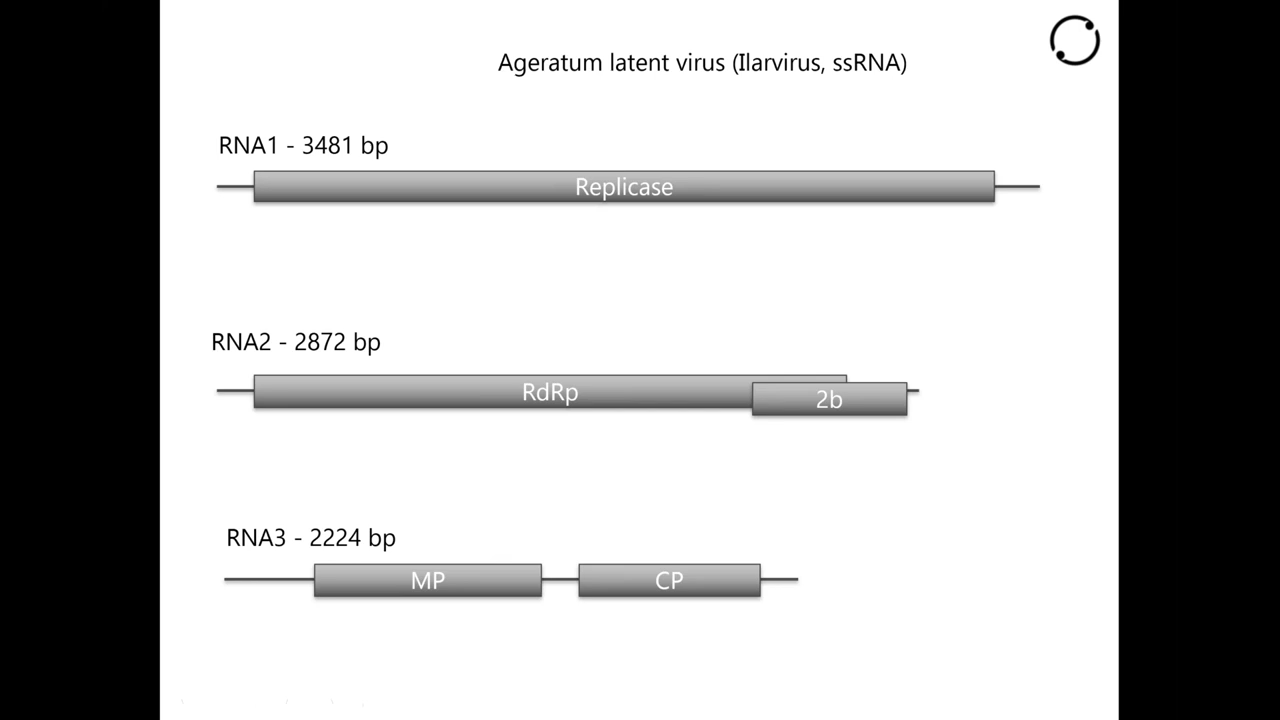 Ageratum latent virus (Ilarvirus, ssRNA)
RNA1 - 3481 bp
Replicase
RNA2 - 2872 bp
RdRp
2b
RNA3 - 2224 bp
MP
CP